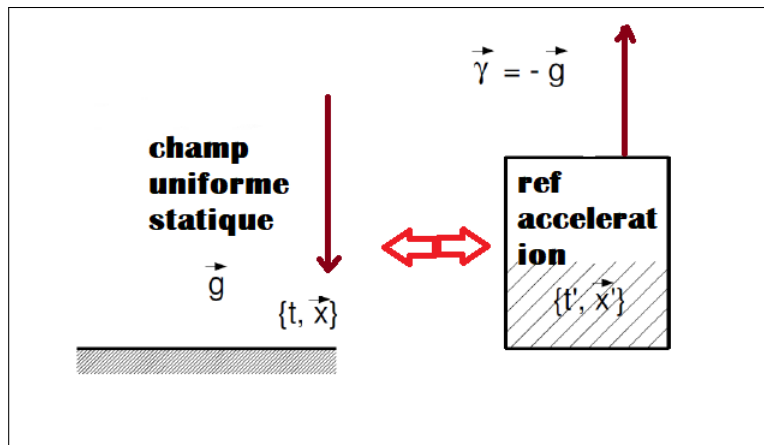 γ⃗ = - g⃗
champ
uniforme
statique
g⃗
{t, x⃗}
ref
accelerat
ion
{t', x⃗'}